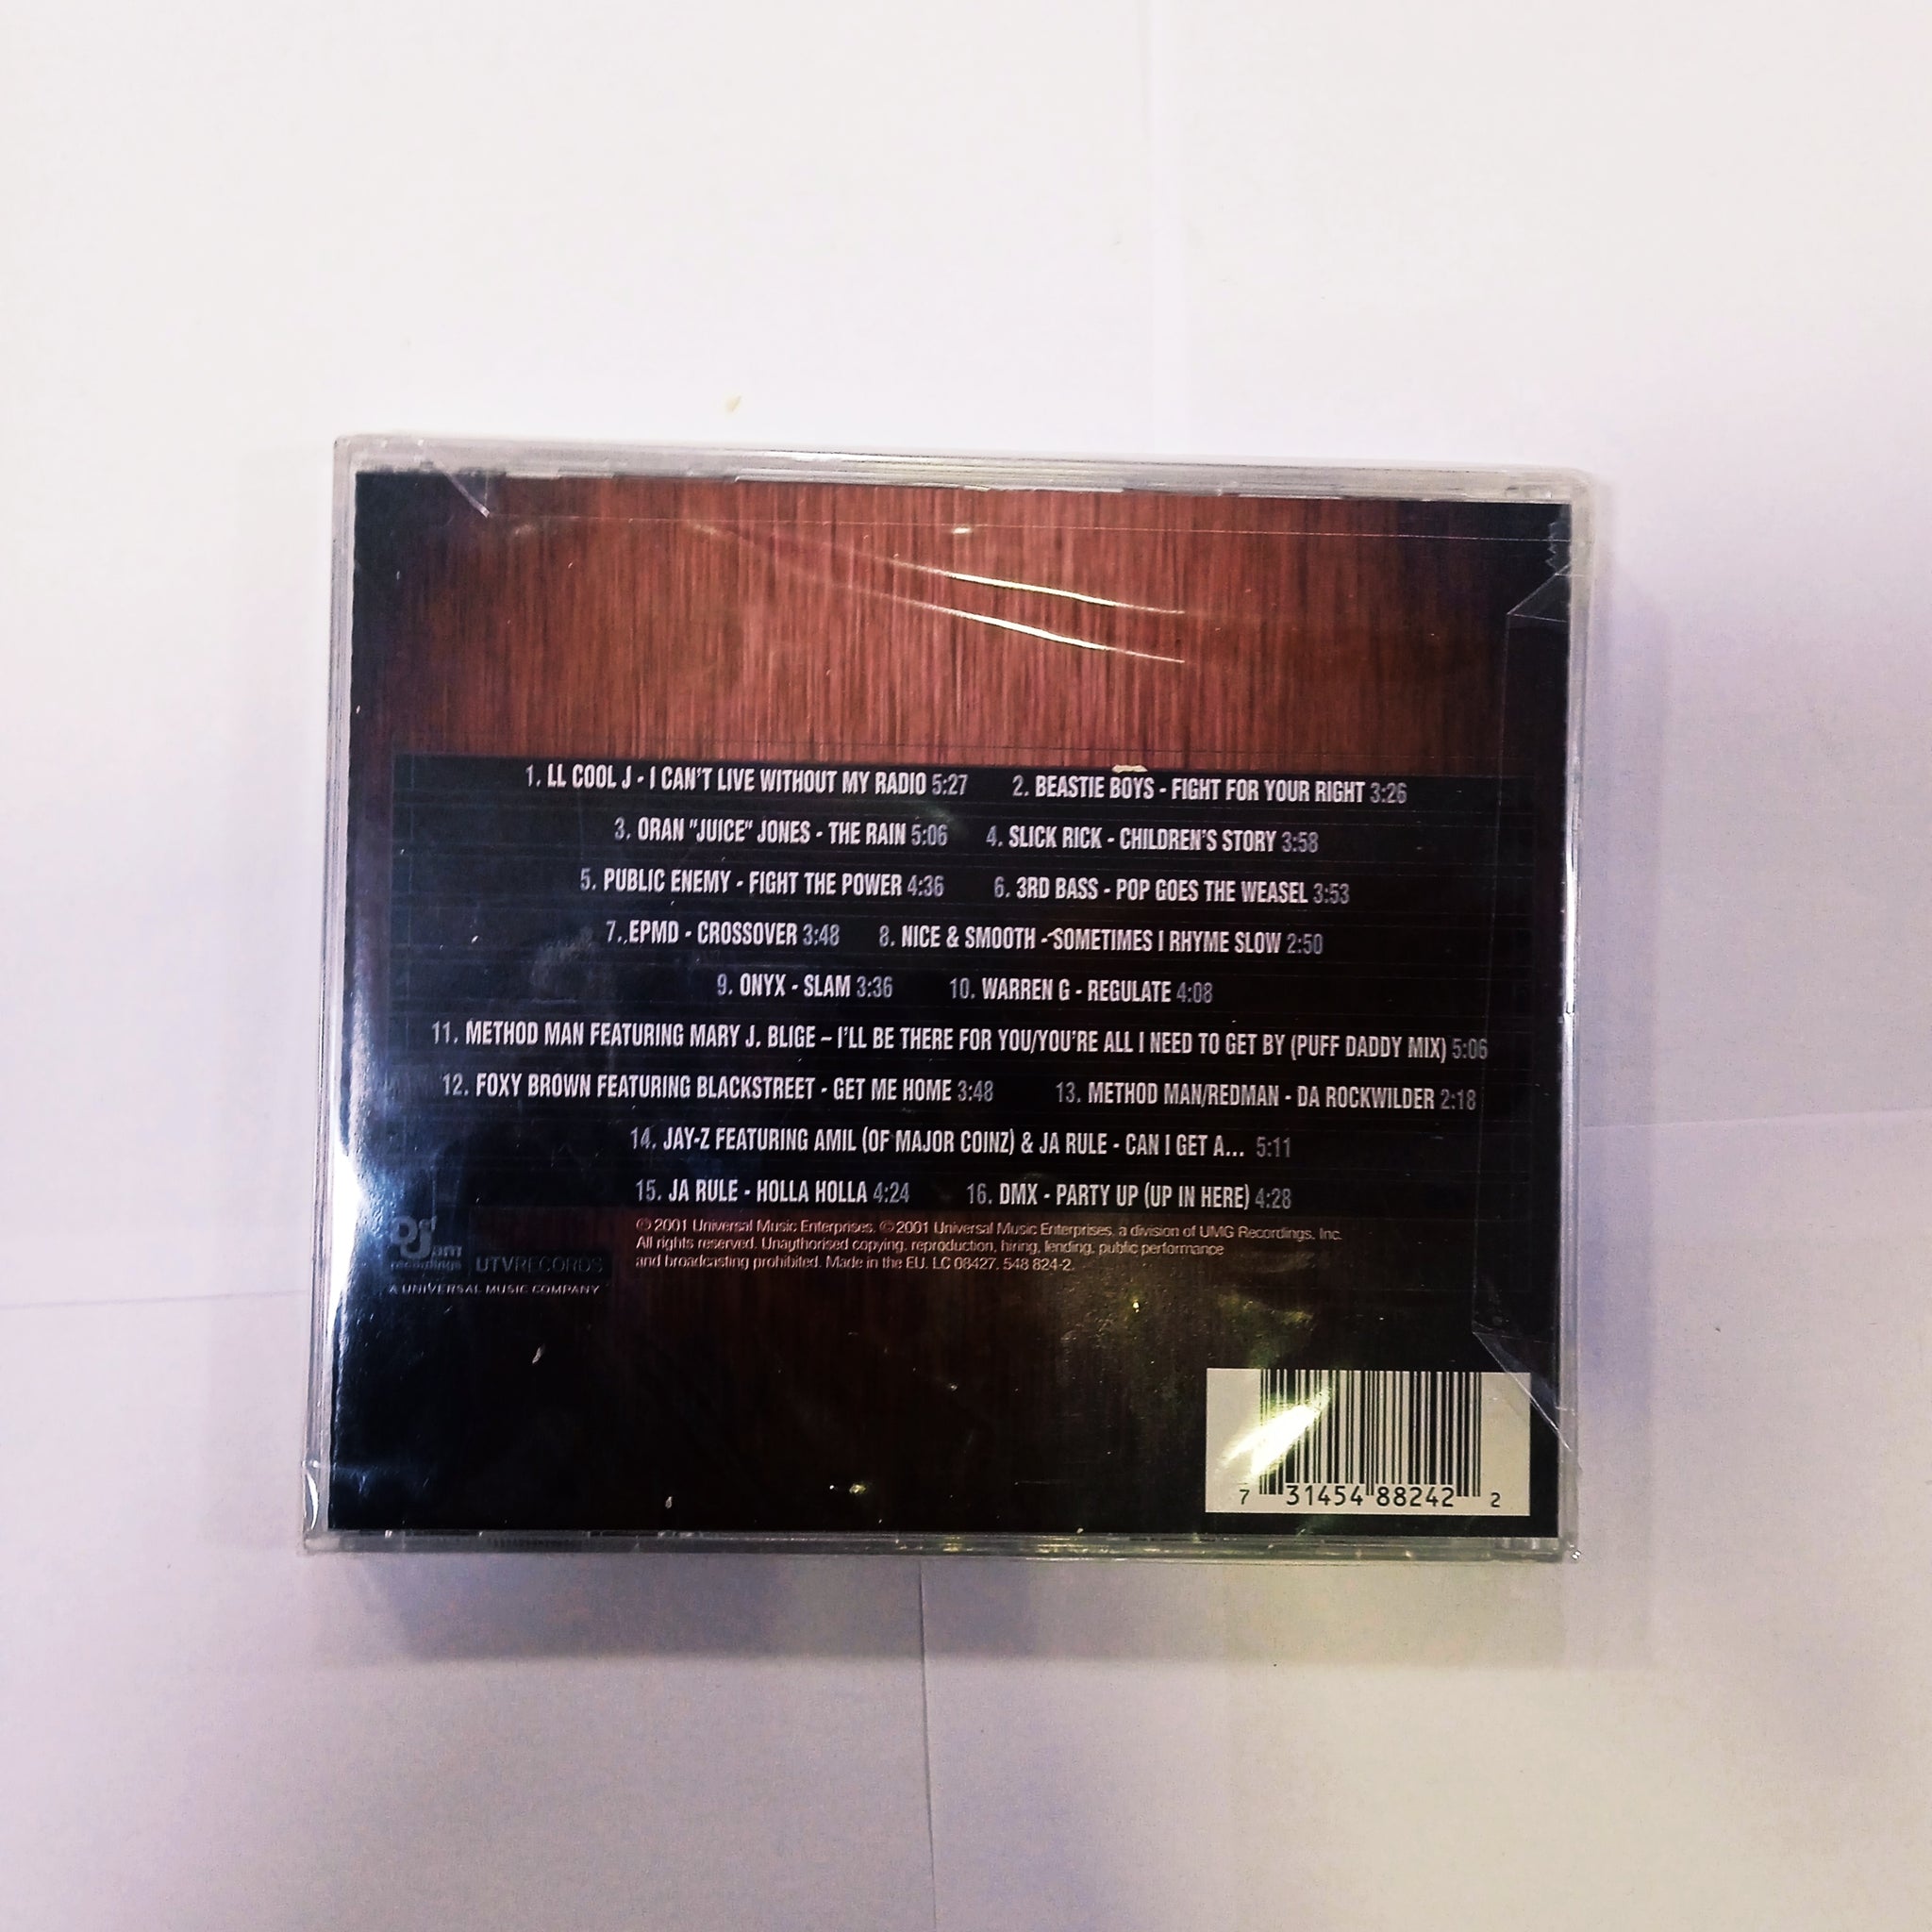 1. LL COOL J - I CAN'T LIVE WITHOUT MY RADIO 5:27 2. BEASTIE BOYS - FIGHT FOR YOUR RIGHT 3:26
3. ORAN "JUICE" JONES - THE RAIN 5:06 4. SLICK RICK - CHILDREN'S STORY 3:58
5. PUBLIC ENEMY - FIGHT THE POWER 4:36 6. 3RD BASS - POP GOES THE WEASEL 3:53
7. EPMD - CROSSOVER 3:48 8. NICE & SMOOTH - SOMETIMES I RHYME SLOW 2:50
9. ONYX - SLAM 3:36 10. WARREN G - REGULATE 4:08
11. METHOD MAN FEATURING MARY J. BLIGE – I'LL BE THERE FOR YOU/YOU'RE ALL I NEED TO GET BY (PUFF DADDY MIX) 5:06
12. FOXY BROWN FEATURING BLACKSTREET - GET ME HOME 3:48 13. METHOD MAN/REDMAN - DA ROCKWILDER 2:18
14. JAY-Z FEATURING AMIL (OF MAJOR COINZ) & JA RULE - CAN I GET A... 5:11
15. JA RULE - HOLLA HOLLA 4:24 16. DMX - PARTY UP (UP IN HERE) 4:28
℗ 2001 Universal Music Enterprises. © 2001 Universal Music Enterprises, a division of UMG Recordings, Inc.
All rights reserved. Unauthorised copying, reproduction, hiring, lending, public performance
and broadcasting prohibited. Made in the EU. LC 08427. 548 824-2.
Def Jam recordings UTVRECORDS
A UNIVERSAL MUSIC COMPANY
7 31454 88242 2